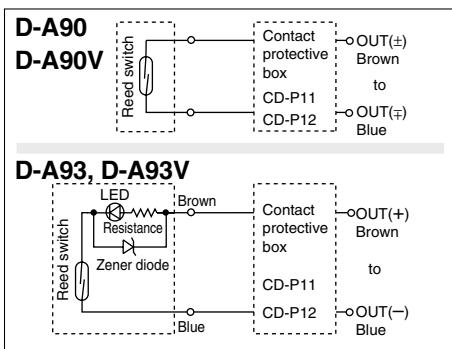 D-A90
D-A90V
Reed switch
Contact
protective
box
CD-P11
CD-P12
OUT(±)
Brown
to
OUT(∓)
Blue
D-A93, D-A93V
LED
Resistance
Zener diode
Reed switch
Brown
Blue
Contact
protective
box
CD-P11
CD-P12
OUT(+)
Brown
to
OUT(−)
Blue